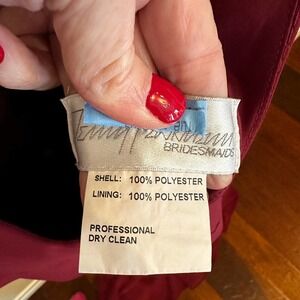 BRIDESMAIDS
SHELL: 100% POLYESTER
LINING: 100% POLYESTER
PROFESSIONAL
DRY CLEAN